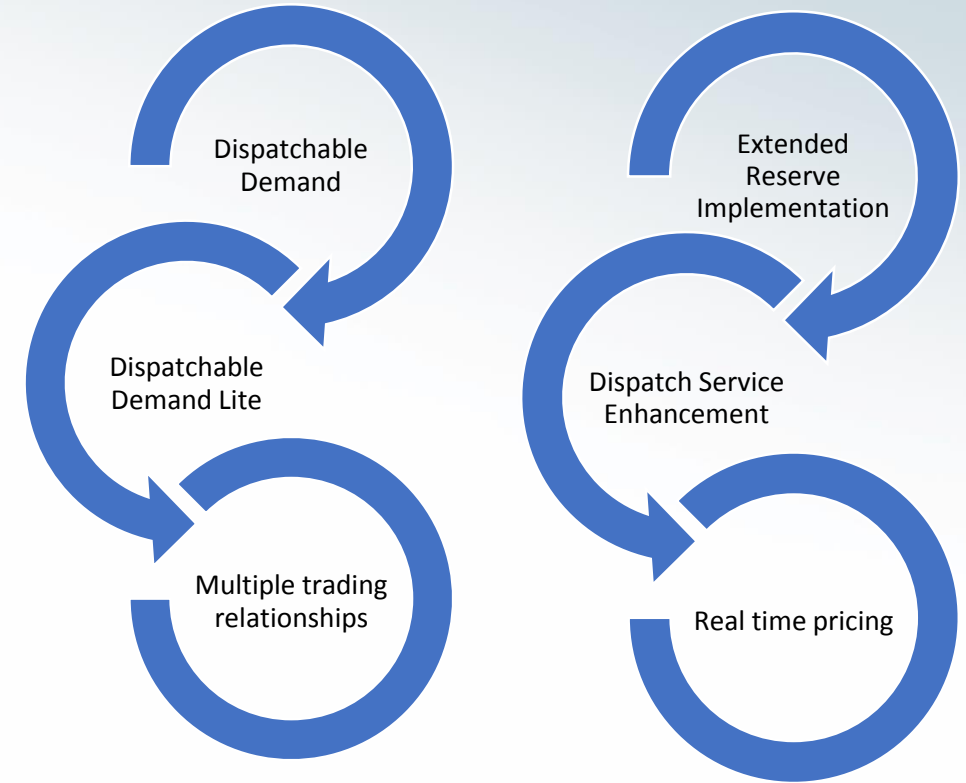 Dispatchable
Demand
Dispatchable
Demand Lite
Multiple trading
relationships
Extended
Reserve
Implementation
Dispatch Service
Enhancement
Real time pricing